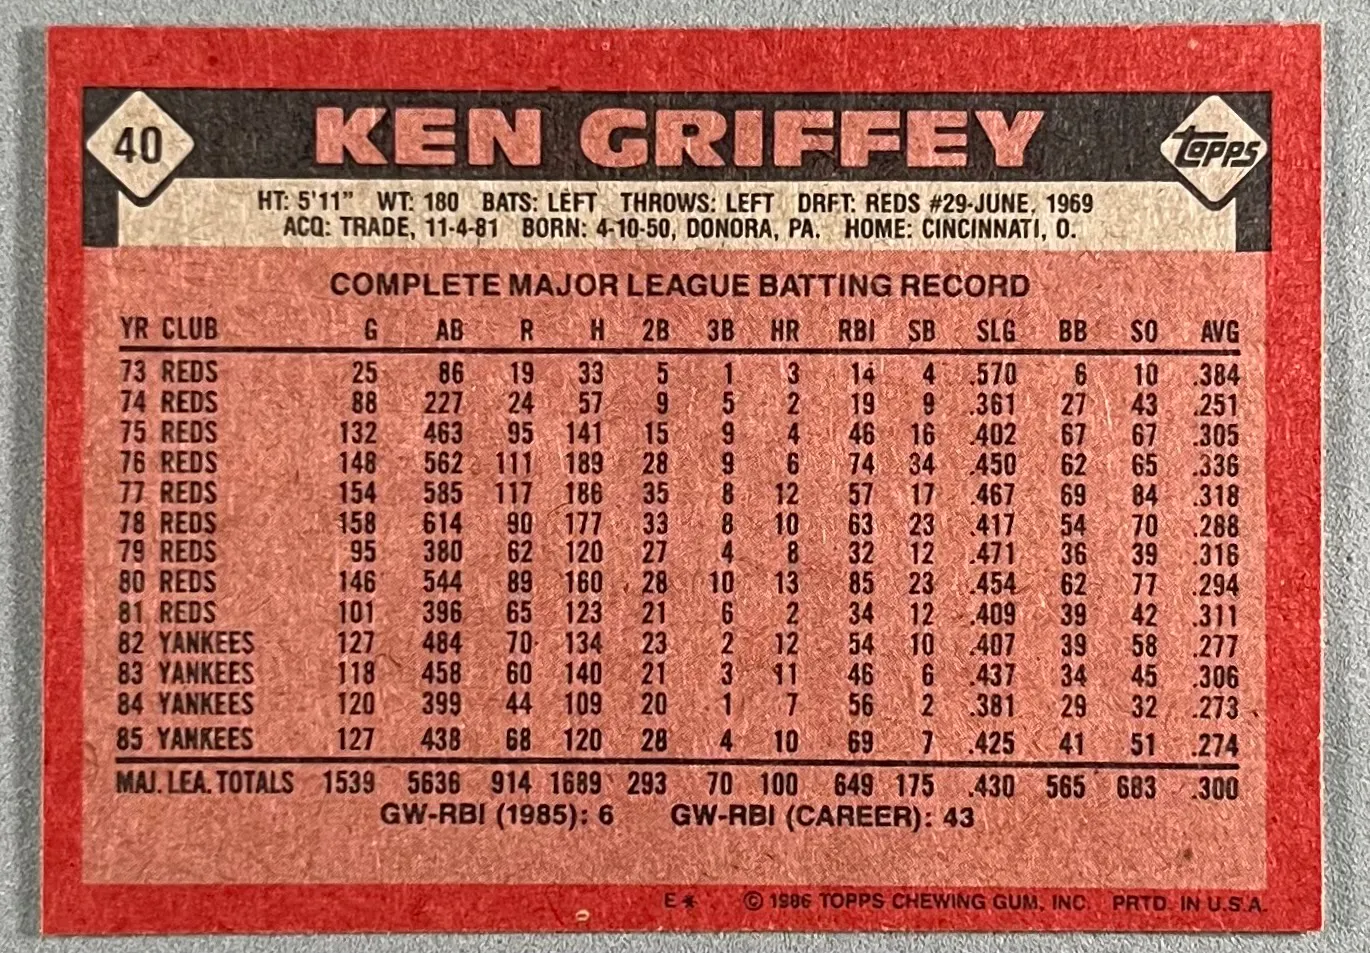 40 KEN GRIFFEY Topps
HT: 5'11" WT: 180 BATS: LEFT THROWS: LEFT DRFT: REDS #29-JUNE, 1969
ACQ: TRADE, 11-4-81 BORN: 4-10-50, DONORA, PA. HOME: CINCINNATI, O.
COMPLETE MAJOR LEAGUE BATTING RECORD
YR CLUB G AB R H 2B 3B HR RBI SB SLG BB SO AVG
73 REDS 25 86 19 33 5 1 3 14 4 .570 6 10 .384
74 REDS 88 227 24 57 9 5 2 19 9 .361 27 43 .251
75 REDS 132 463 95 141 15 9 4 46 16 .402 67 67 .305
76 REDS 148 562 111 189 28 9 6 74 34 .450 62 65 .336
77 REDS 154 585 117 186 35 8 12 57 17 .467 69 84 .318
78 REDS 158 614 90 177 33 8 10 63 23 .417 54 70 .288
79 REDS 95 380 62 120 27 4 8 32 12 .471 36 39 .316
80 REDS 146 544 89 160 28 10 13 85 23 .454 62 77 .294
81 REDS 101 396 65 123 21 6 2 34 12 .409 39 42 .311
82 YANKEES 127 484 70 134 23 2 12 54 10 .407 39 58 .277
83 YANKEES 118 458 60 140 21 3 11 46 6 .437 34 45 .306
84 YANKEES 120 399 44 109 20 1 7 56 2 .381 29 32 .273
85 YANKEES 127 438 68 120 28 4 10 69 7 .425 41 51 .274
MAJ. LEA. TOTALS 1539 5636 914 1689 293 70 100 649 175 .430 565 683 .300
GW-RBI (1985): 6 GW-RBI (CAREER): 43
E* © 1986 TOPPS CHEWING GUM, INC. PRTD. IN U.S.A.